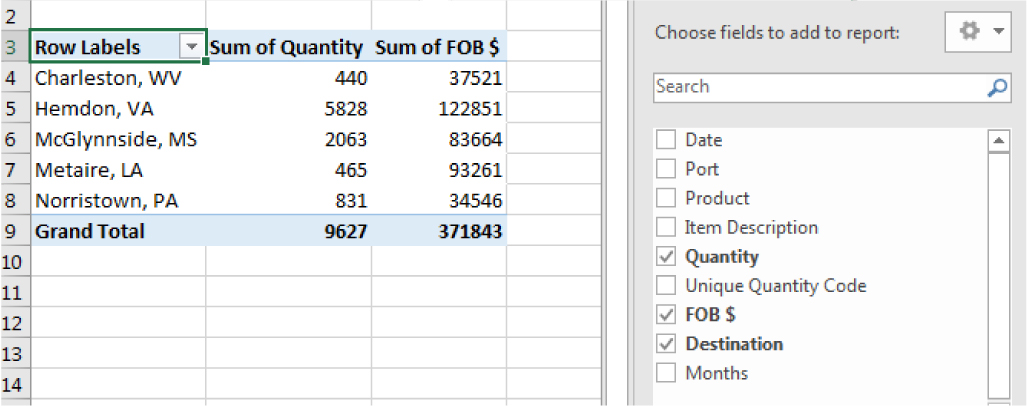 2
3 Row Labels Sum of Quantity Sum of FOB $
4 Charleston, WV 440 37521
5 Hemdon, VA 5828 122851
6 McGlynnside, MS 2063 83664
7 Metaire, LA 465 93261
8 Norristown, PA 831 34546
9 Grand Total 9627 371843
10
11
12
13
14
Choose fields to add to report:
Search
Date
Port
Product
Item Description
Quantity
Unique Quantity Code
FOB $
Destination
Months